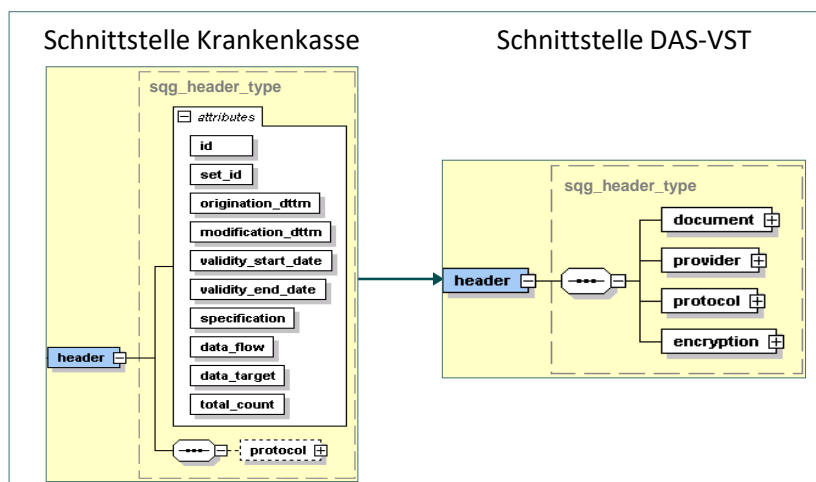 Schnittstelle Krankenkasse
sqg_header_type
attributes
id
set_id
origination_dttm
modification_dttm
validity_start_date
validity_end_date
specification
data_flow
data_target
total_count
header
protocol
Schnittstelle DAS-VST
sqg_header_type
header
document
provider
protocol
encryption